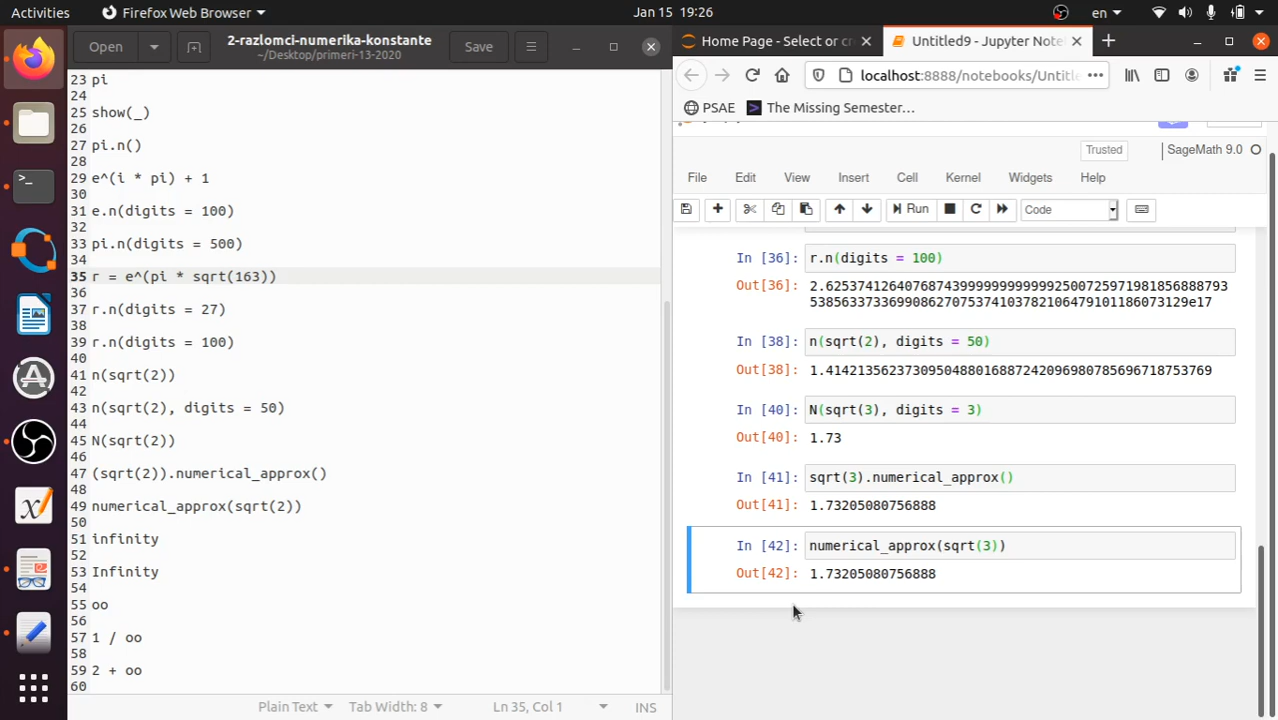 Activities
Firefox Web Browser
Jan 15 19:26
en
Open
2-razlomci-numerika-konstante
~/Desktop/primeri-13-2020
Save
23 pi
24
25 show(_)
26
27 pi.n()
28
29 e^(i * pi) + 1
30
31 e.n(digits = 100)
32
33 pi.n(digits = 500)
34
35 r = e^(pi * sqrt(163))
36
37 r.n(digits = 27)
38
39 r.n(digits = 100)
40
41 n(sqrt(2))
42
43 n(sqrt(2), digits = 50)
44
45 N(sqrt(2))
46
47 (sqrt(2)).numerical_approx()
48
49 numerical_approx(sqrt(2))
50
51 infinity
52
53 Infinity
54
55 oo
56
57 1 / oo
58
59 2 + oo
60
Plain Text
Tab Width: 8
Ln 35, Col 1
INS
Home Page - Select or cr
Untitled9 - Jupyter Note
localhost:8888/notebooks/Untitle
PSAE
The Missing Semester…
Trusted
SageMath 9.0
File Edit View Insert Cell Kernel Widgets Help
Run
Code
In [36]: r.n(digits = 100)
Out[36]: 2.6253741264076874399999999999925007259719818568887935385633733699086270753741037821064791011860731 29e17
In [38]: n(sqrt(2), digits = 50)
Out[38]: 1.4142135623730950488016887242096980785696718753769
In [40]: N(sqrt(3), digits = 3)
Out[40]: 1.73
In [41]: sqrt(3).numerical_approx()
Out[41]: 1.73205080756888
In [42]: numerical_approx(sqrt(3))
Out[42]: 1.73205080756888